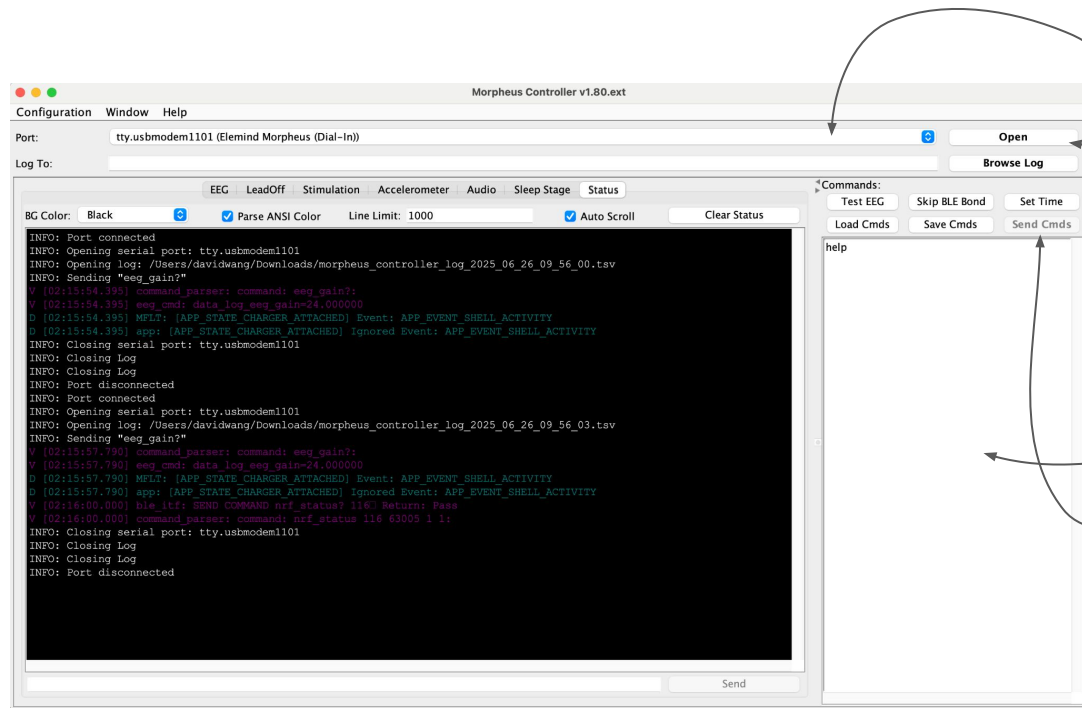 Morpheus Controller v1.80.ext
Configuration Window Help
Port: tty.usbmodem1101 (Elemind Morpheus (Dial-In)) Open
Log To: Browse Log
EEG LeadOff Stimulation Accelerometer Audio Sleep Stage Status
BG Color: Black Parse ANSI Color Line Limit: 1000 Auto Scroll Clear Status
INFO: Port connected
INFO: Opening serial port: tty.usbmodem1101
INFO: Opening log: /Users/davidwang/Downloads/morpheus_controller_log_2025_06_26_09_56_00.tsv
INFO: Sending "eeg_gain?"
V [02:15:54.395] command_parser: command: eeg_gain?:
V [02:15:54.395] eeg_cmd: data_log_eeg_gain=24.000000
D [02:15:54.395] MFLT: [APP_STATE_CHARGER_ATTACHED] Event: APP_EVENT_SHELL_ACTIVITY
D [02:15:54.395] app: [APP_STATE_CHARGER_ATTACHED] Ignored Event: APP_EVENT_SHELL_ACTIVITY
INFO: Closing serial port: tty.usbmodem1101
INFO: Closing Log
INFO: Closing Log
INFO: Port disconnected
INFO: Port connected
INFO: Opening serial port: tty.usbmodem1101
INFO: Opening log: /Users/davidwang/Downloads/morpheus_controller_log_2025_06_26_09_56_03.tsv
INFO: Sending "eeg_gain?"
V [02:15:57.790] command_parser: command: eeg_gain?:
V [02:15:57.790] eeg_cmd: data_log_eeg_gain=24.000000
D [02:15:57.790] MFLT: [APP_STATE_CHARGER_ATTACHED] Event: APP_EVENT_SHELL_ACTIVITY
D [02:15:57.790] app: [APP_STATE_CHARGER_ATTACHED] Ignored Event: APP_EVENT_SHELL_ACTIVITY
V [02:16:00.000] ble_itf: SEND COMMAND nrf_status? 116 Return: Pass
V [02:16:00.000] command_parser: command: nrf_status 116 63005 1 1:
INFO: Closing serial port: tty.usbmodem1101
INFO: Closing Log
INFO: Closing Log
INFO: Port disconnected
Send
Commands:
Test EEG Skip BLE Bond Set Time
Load Cmds Save Cmds Send Cmds
help